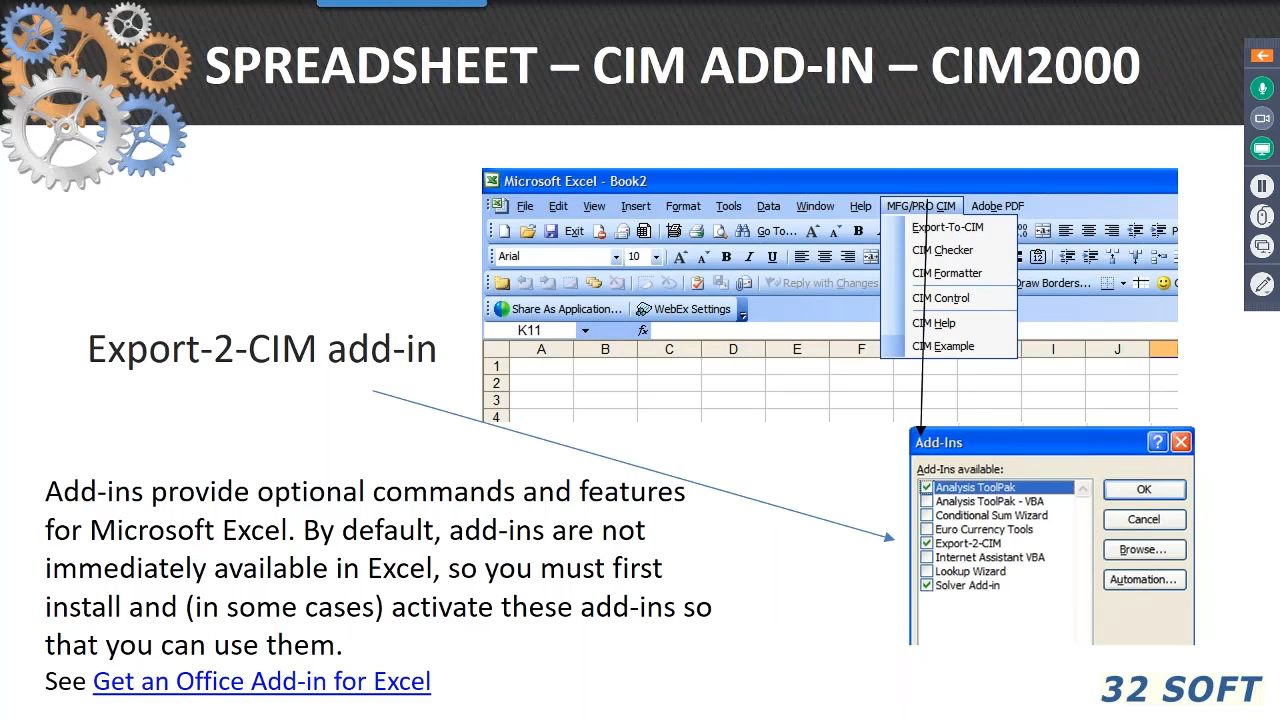 SPREADSHEET – CIM ADD-IN – CIM2000
Microsoft Excel - Book2
File Edit View Insert Format Tools Data Window Help MFG/PRO CIM Adobe PDF
Exit Go To...
Export-To-CIM
CIM Checker
Arial 10 B I U
CIM Formatter
Reply with Changes... Draw Borders...
CIM Control
Share As Application... WebEx Settings
CIM Help
K11 fx
CIM Example
A B C D E F I J
1
2
3
4
Export-2-CIM add-in
Add-Ins
Add-Ins available:
Analysis ToolPak
Analysis ToolPak - VBA
Conditional Sum Wizard
Euro Currency Tools
Export-2-CIM
Internet Assistant VBA
Lookup Wizard
Solver Add-in
OK
Cancel
Browse...
Automation...
Add-ins provide optional commands and features
for Microsoft Excel. By default, add-ins are not
immediately available in Excel, so you must first
install and (in some cases) activate these add-ins so
that you can use them.
See Get an Office Add-in for Excel
32 SOFT